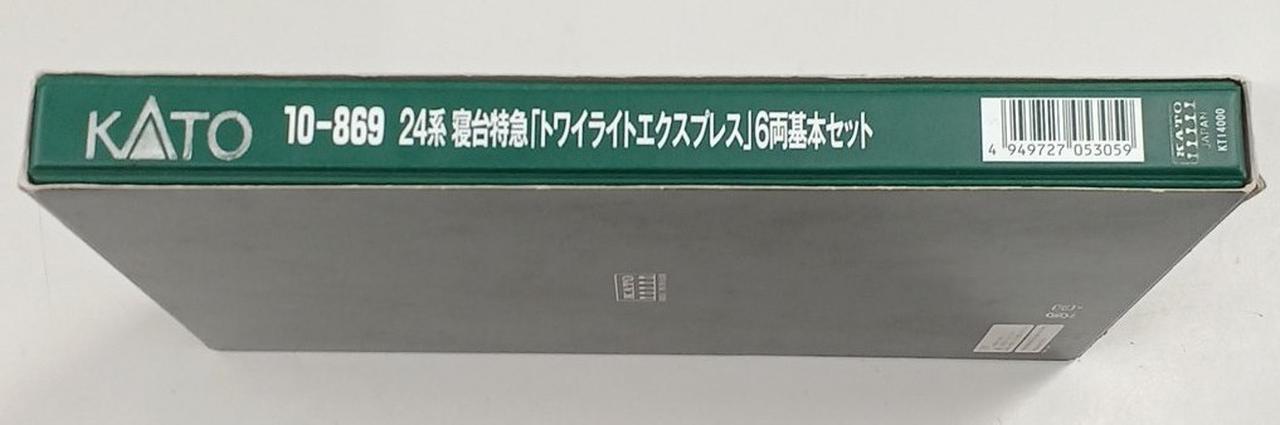 KATO 10-869 24系 寝台特急「トワイライトエクスプレス」6両基本セット
4 949727 053059
KATO
JAPAN
KT14000
KATO